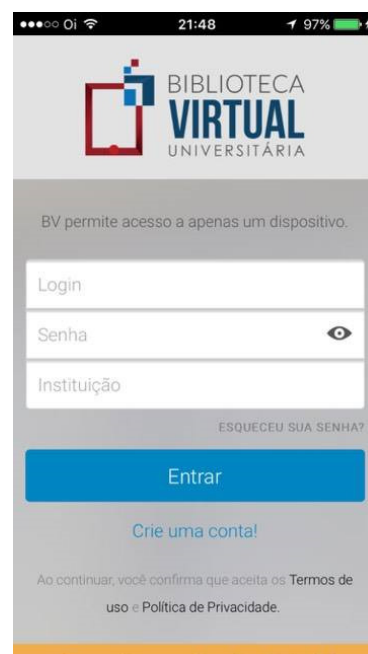 Oi 21:48 97%
BIBLIOTECA
VIRTUAL
UNIVERSITÁRIA
BV permite acesso a apenas um dispositivo.
Login
Senha
Instituição
ESQUECEU SUA SENHA?
Entrar
Crie uma conta!
Ao continuar, você confirma que aceita os Termos de
uso e Política de Privacidade.